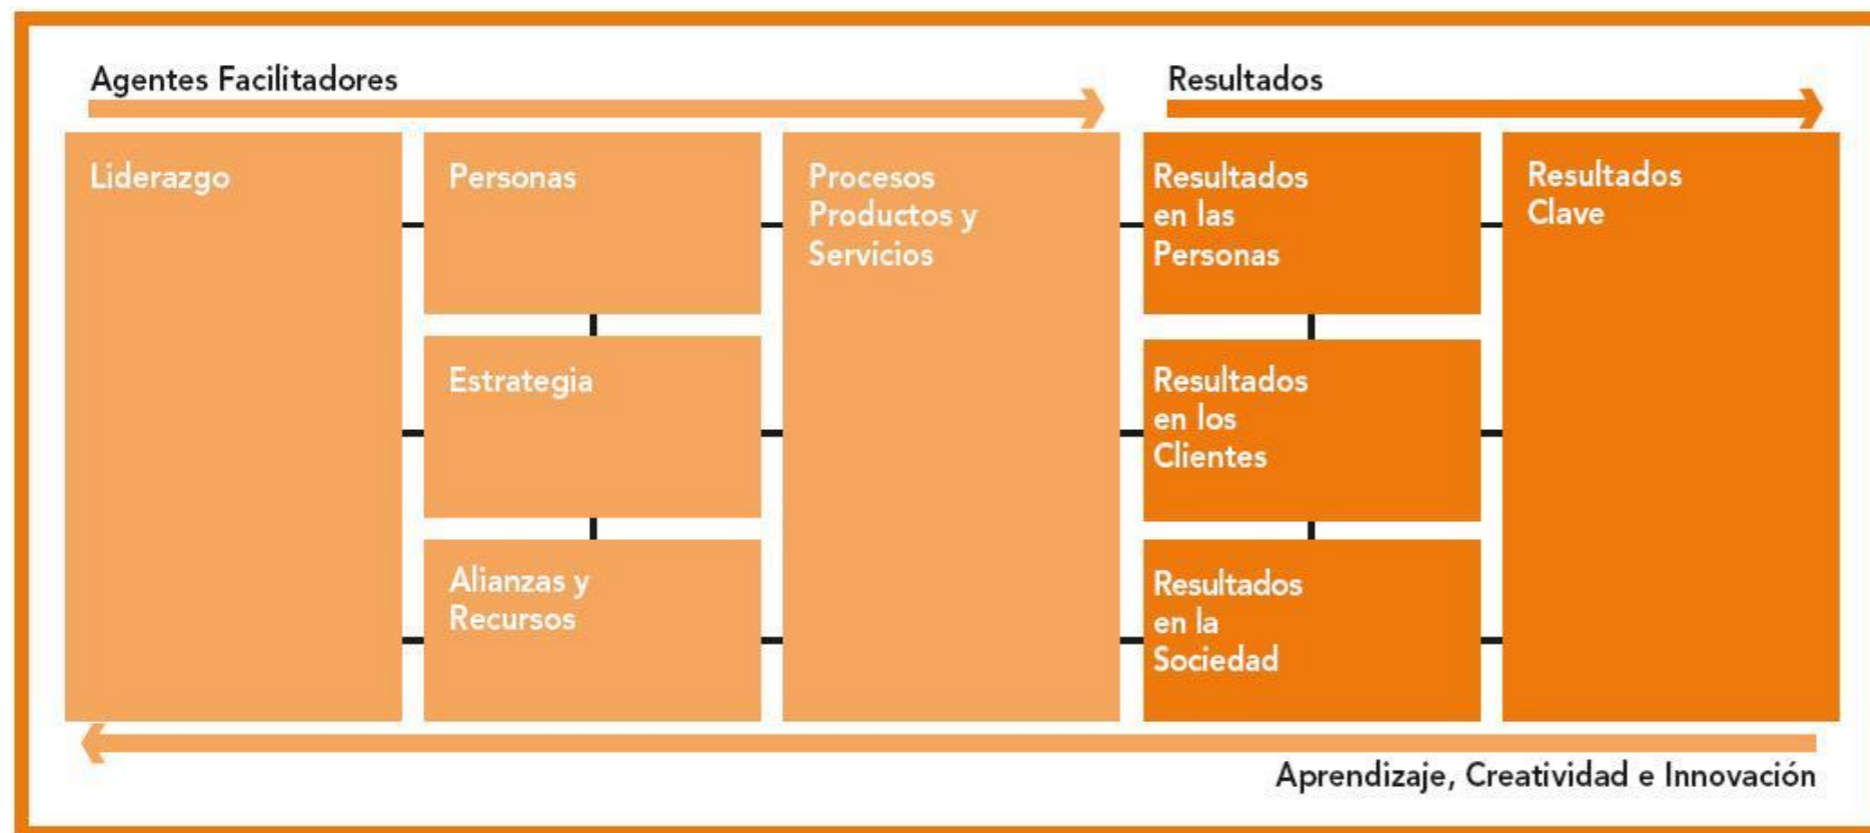 Agentes Facilitadores
Resultados
Liderazgo
Personas
Procesos
Productos y
Servicios
Resultados
en las
Personas
Resultados
Clave
Estrategia
Resultados
en los
Clientes
Alianzas y
Recursos
Resultados
en la
Sociedad
Aprendizaje, Creatividad e Innovación